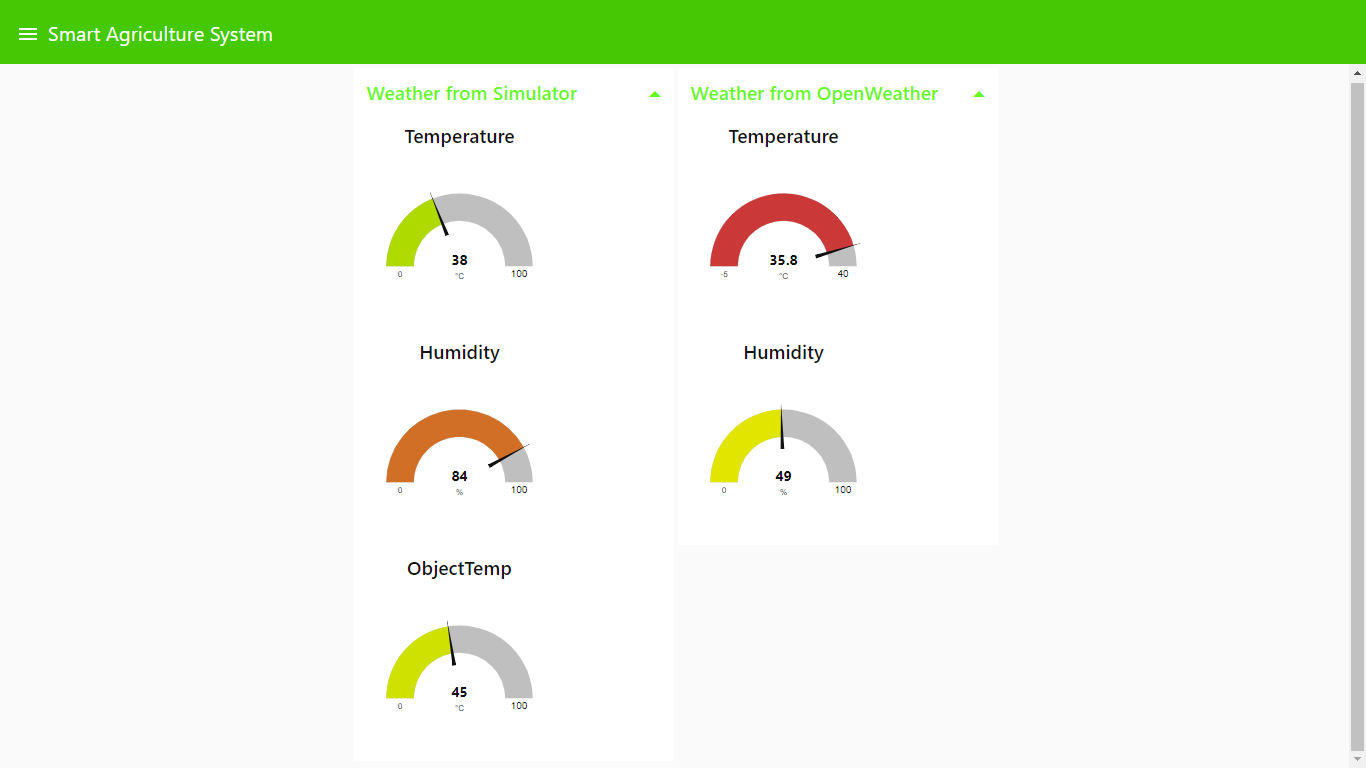 Smart Agriculture System
Weather from Simulator
Temperature
38
°C
0
100
Humidity
84
%
0
100
ObjectTemp
45
°C
0
100
Weather from OpenWeather
Temperature
35.8
°C
-5
40
Humidity
49
%
0
100